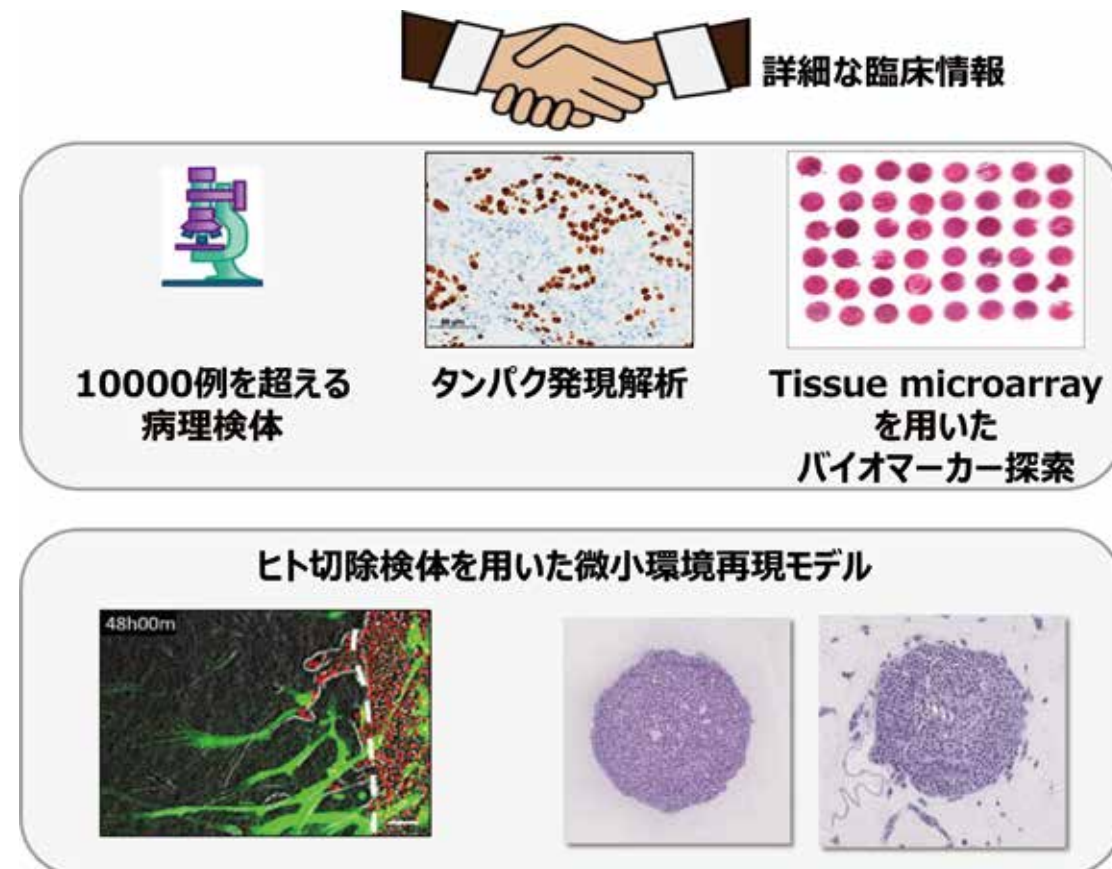 詳細な臨床情報
10000例を超える
病理検体
タンパク発現解析
Tissue microarray
を用いた
バイオマーカー探索
ヒト切除検体を用いた微小環境再現モデル
48h00m